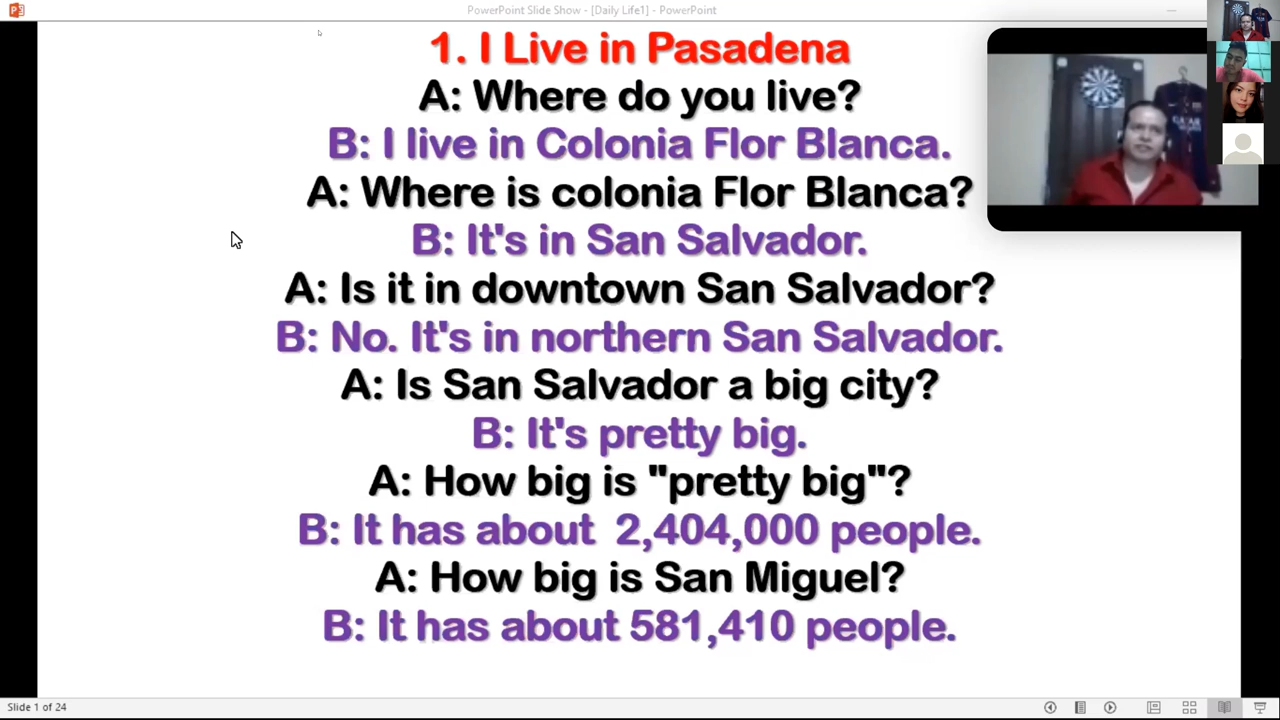 PowerPoint Slide Show - [Daily Life1] - PowerPoint
1. I Live in Pasadena
A: Where do you live?
B: I live in Colonia Flor Blanca.
A: Where is colonia Flor Blanca?
B: It's in San Salvador.
A: Is it in downtown San Salvador?
B: No. It's in northern San Salvador.
A: Is San Salvador a big city?
B: It's pretty big.
A: How big is "pretty big"?
B: It has about  2,404,000 people.
A: How big is San Miguel?
B: It has about 581,410 people.
Slide 1 of 24